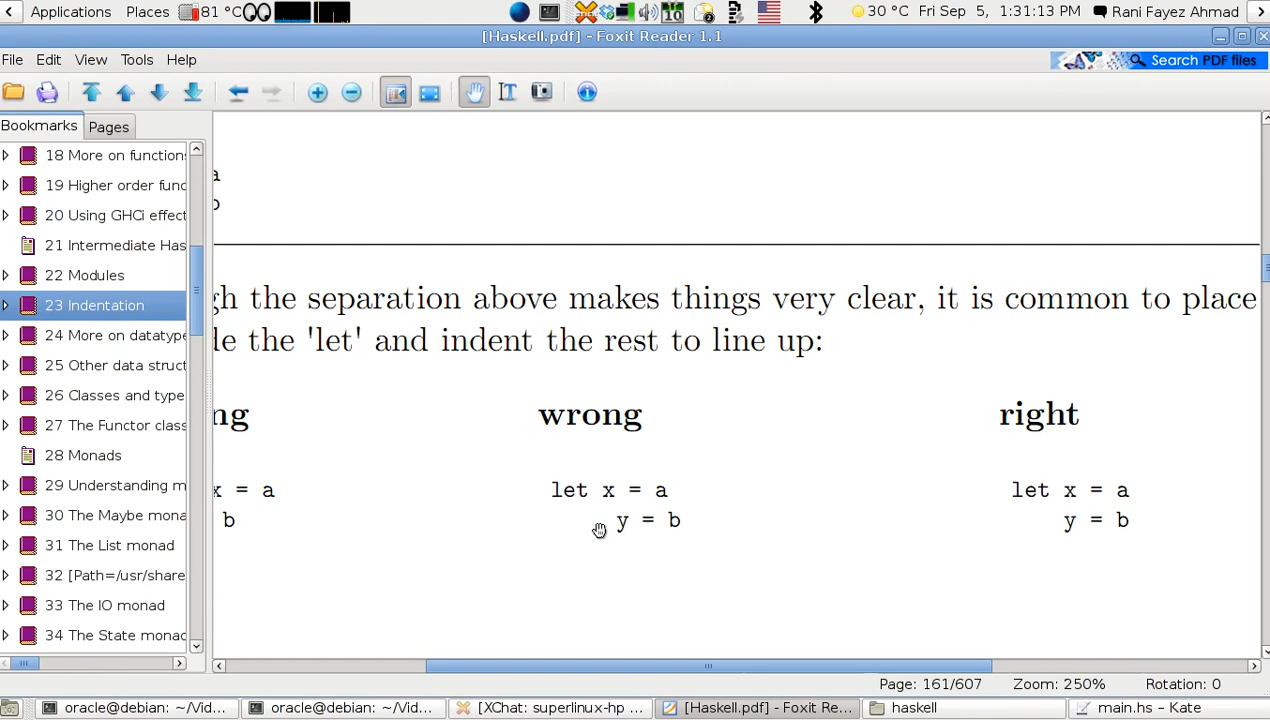 Applications Places 81 °C 10 30 °C Fri Sep 5, 1:31:13 PM Rani Fayez Ahmad
[Haskell.pdf] - Foxit Reader 1.1
File Edit View Tools Help Search PDF files
Bookmarks Pages
18 More on functions
19 Higher order func
20 Using GHCi effect
21 Intermediate Has
22 Modules
23 Indentation
24 More on datatype
25 Other data struct
26 Classes and type
27 The Functor class
28 Monads
29 Understanding m
30 The Maybe mona
31 The List monad
32 [Path=/usr/share
33 The IO monad
34 The State monad
a
b
gh the separation above makes things very clear, it is common to place
de the 'let' and indent the rest to line up:
ng wrong right
x = a let x = a let x = a
b y = b y = b
Page: 161/607 Zoom: 250% Rotation: 0
oracle@debian: ~/Vid... oracle@debian: ~/Vid... [XChat: superlinux-hp ... [Haskell.pdf] - Foxit Re... haskell main.hs - Kate